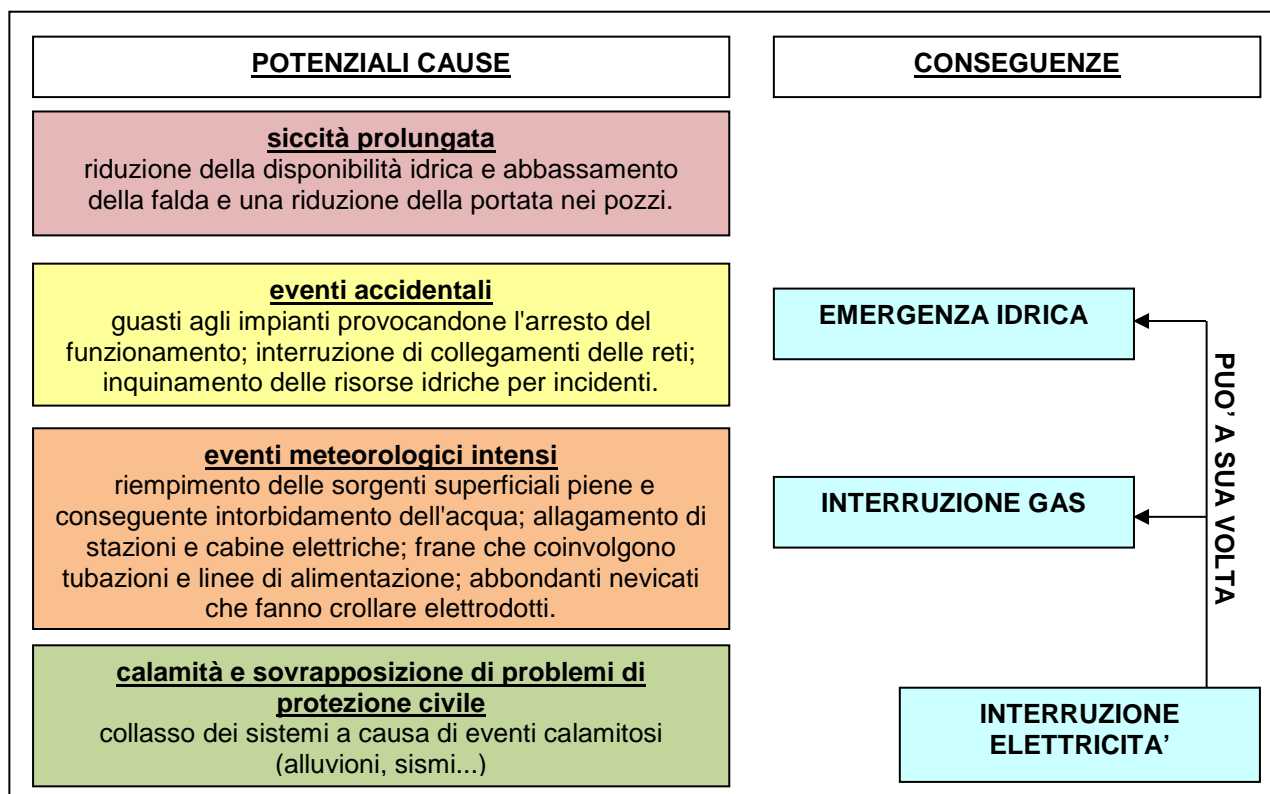 POTENZIALI CAUSE
CONSEGUENZE
siccità prolungata
riduzione della disponibilità idrica e abbassamento
della falda e una riduzione della portata nei pozzi.
eventi accidentali
guasti agli impianti provocandone l'arresto del
funzionamento; interruzione di collegamenti delle reti;
inquinamento delle risorse idriche per incidenti.
eventi meteorologici intensi
riempimento delle sorgenti superficiali piene e
conseguente intorbidamento dell'acqua; allagamento di
stazioni e cabine elettriche; frane che coinvolgono
tubazioni e linee di alimentazione; abbondanti nevicati
che fanno crollare elettrodotti.
calamità e sovrapposizione di problemi di
protezione civile
collasso dei sistemi a causa di eventi calamitosi
(alluvioni, sismi...)
EMERGENZA IDRICA
INTERRUZIONE GAS
INTERRUZIONE
ELETTRICITA’
PUO’ A SUA VOLTA